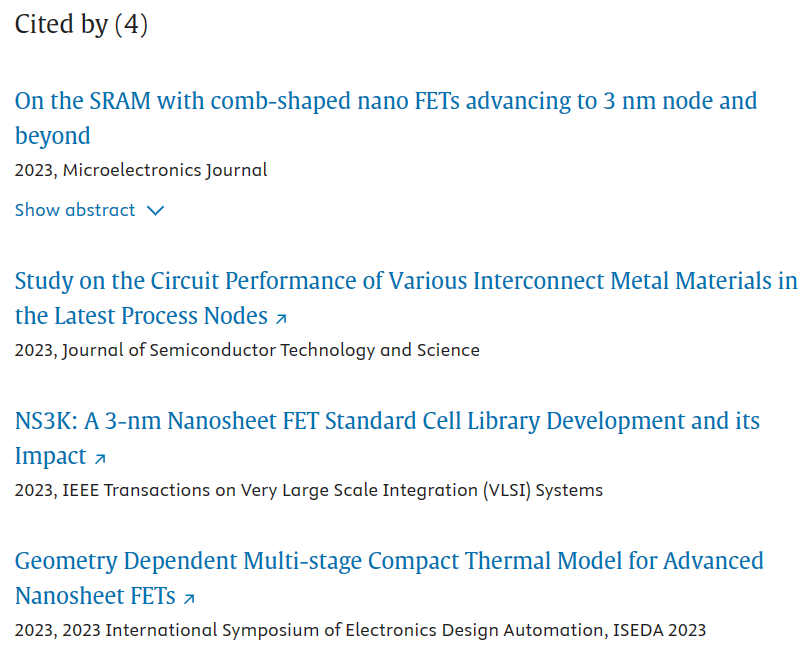 Cited by (4)
On the SRAM with comb-shaped nano FETs advancing to 3 nm node and
beyond
2023, Microelectronics Journal
Show abstract
Study on the Circuit Performance of Various Interconnect Metal Materials in
the Latest Process Nodes ↗
2023, Journal of Semiconductor Technology and Science
NS3K: A 3-nm Nanosheet FET Standard Cell Library Development and its
Impact ↗
2023, IEEE Transactions on Very Large Scale Integration (VLSI) Systems
Geometry Dependent Multi-stage Compact Thermal Model for Advanced
Nanosheet FETs ↗
2023, 2023 International Symposium of Electronics Design Automation, ISEDA 2023